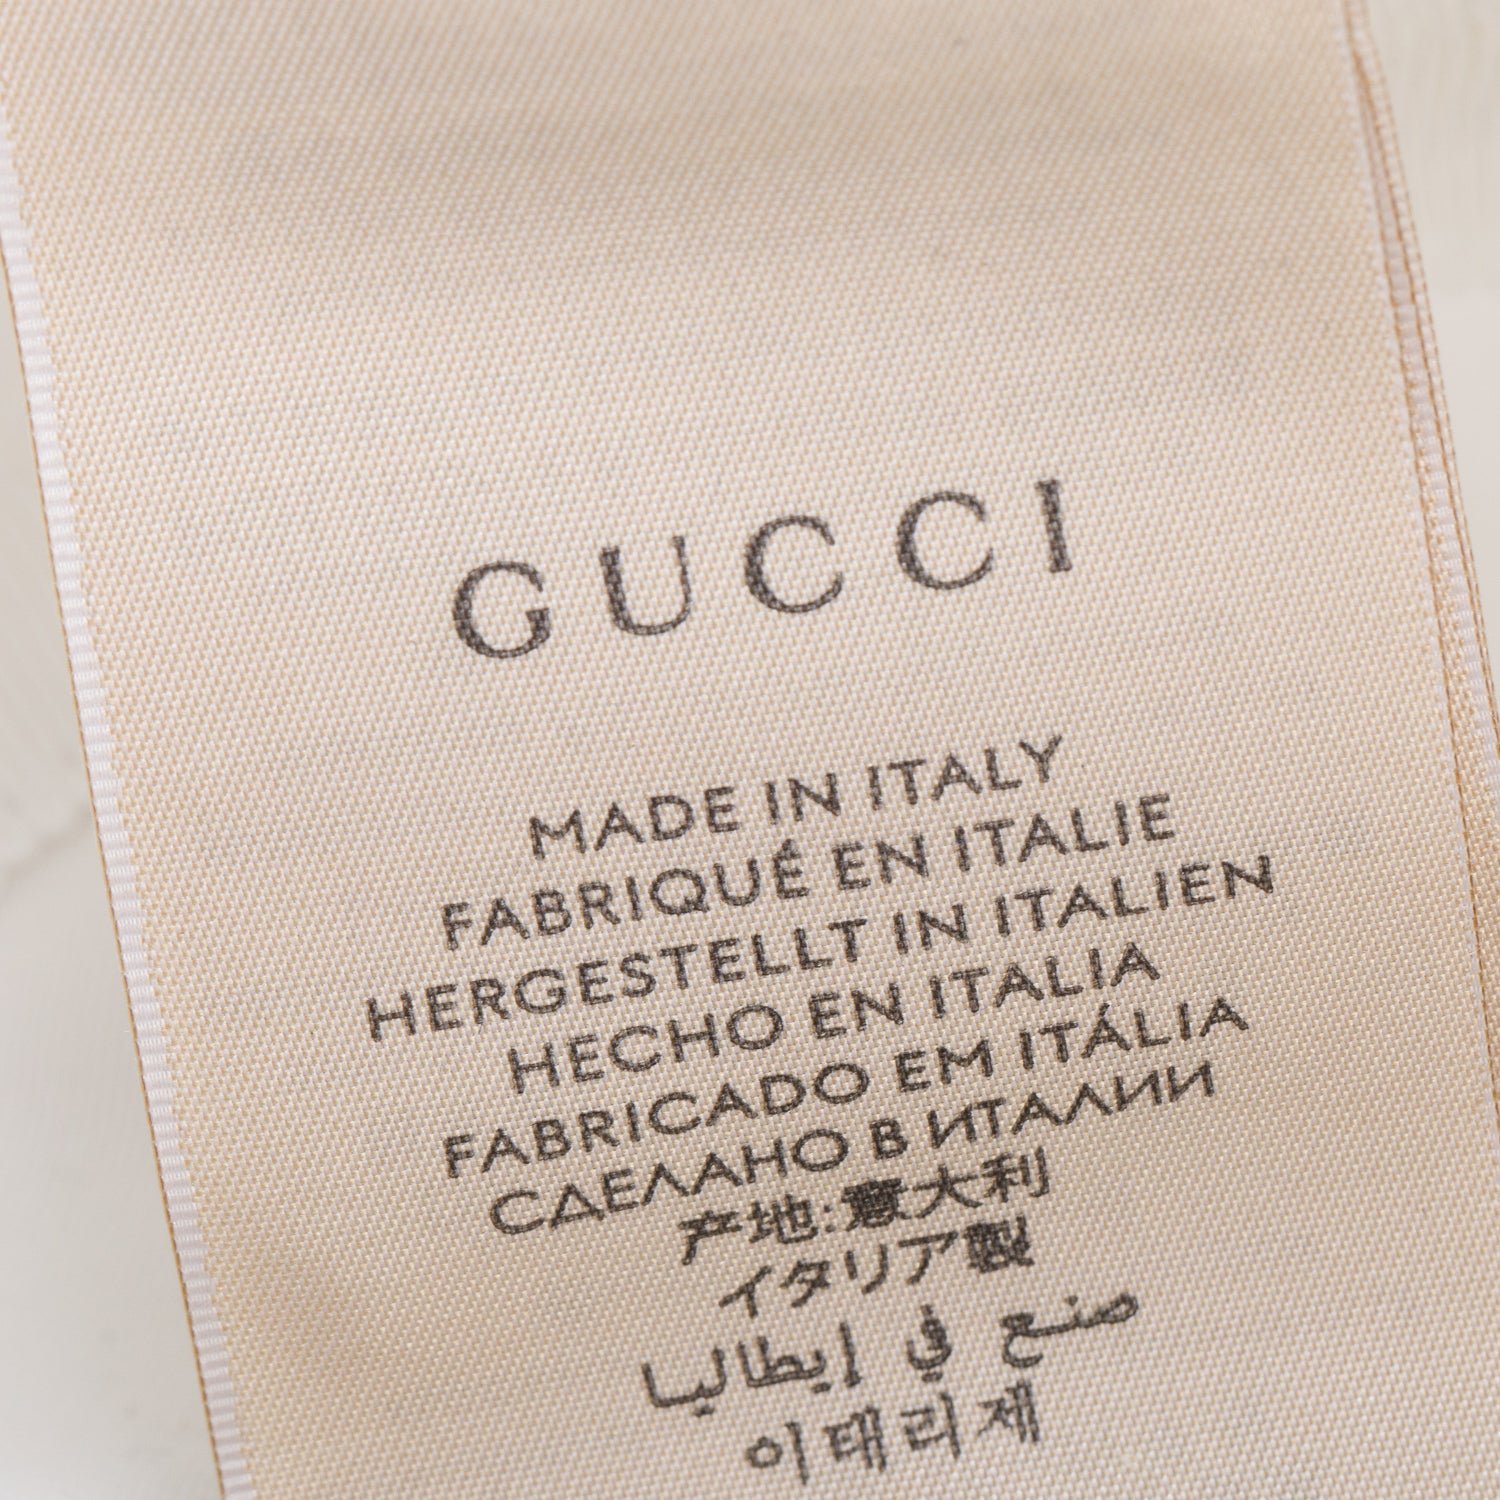 GUCCI
MADE IN ITALY
FABRIQUÉ EN ITALIE
HERGESTELLT IN ITALIEN
HECHO EN ITALIA
FABRICADO EM ITÁLIA
СДЕЛАНО В ИТАЛИИ
产地:意大利
イタリア製
صنع في إيطاليا
이태리제